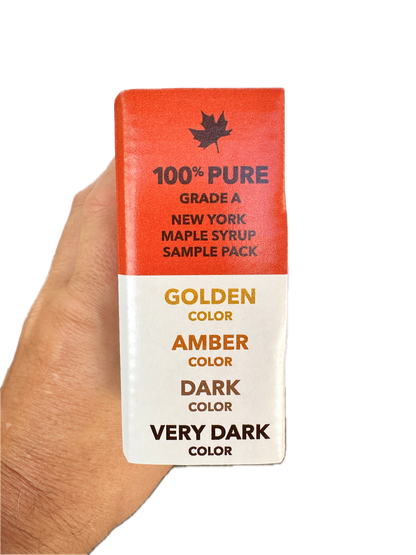 100% PURE
GRADE A
NEW YORK
MAPLE SYRUP
SAMPLE PACK
GOLDEN
COLOR
AMBER
COLOR
DARK
COLOR
VERY DARK
COLOR